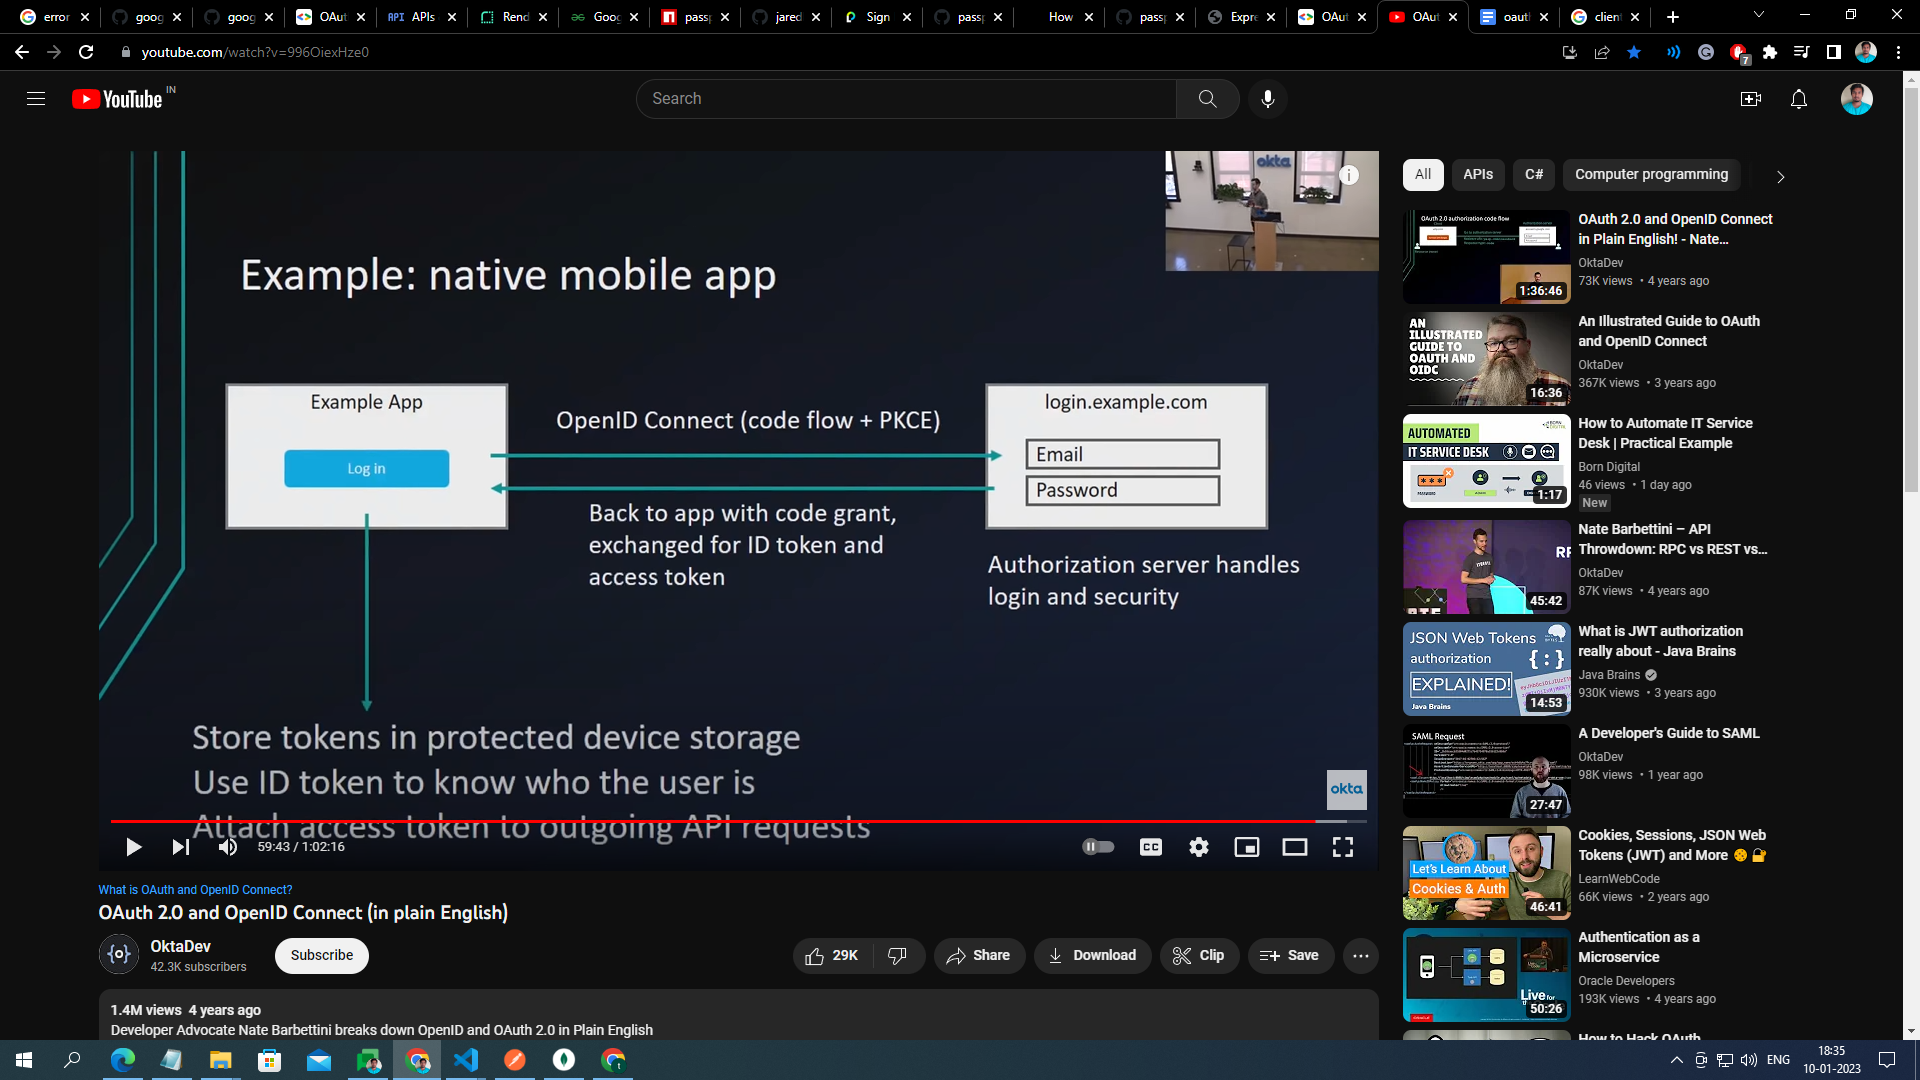 error
goog
goog
OAut
API APIs
Rend
Goog
pass
jared
Sign
pass
How
pass
Expre
OAut
OAut
oaut
clien
youtube.com/watch?v=996OiexHze0
7
YouTube IN
Search
okta
Example: native mobile app
Example App
Log in
OpenID Connect (code flow + PKCE)
Back to app with code grant,
exchanged for ID token and
access token
login.example.com
Email
Password
Authorization server handles
login and security
Store tokens in protected device storage
Use ID token to know who the user is
Attach access token to outgoing API requests
okta
59:43 / 1:02:16
CC
What is OAuth and OpenID Connect?
OAuth 2.0 and OpenID Connect (in plain English)
OktaDev
42.3K subscribers
Subscribe
29K
Share
Download
Clip
Save
1.4M views 4 years ago
Developer Advocate Nate Barbettini breaks down OpenID and OAuth 2.0 in Plain English
All
APIs
C#
Computer programming
OAuth 2.0 authorization code flow
1:36:46
OAuth 2.0 and OpenID Connect
in Plain English! - Nate...
OktaDev
73K views • 4 years ago
AN
ILLUSTRATED
GUIDE TO
OAUTH AND
OIDC
16:36
An Illustrated Guide to OAuth
and OpenID Connect
OktaDev
367K views • 3 years ago
AUTOMATED
IT SERVICE DESK
1:17
How to Automate IT Service
Desk | Practical Example
Born Digital
46 views • 1 day ago
New
45:42
Nate Barbettini – API
Throwdown: RPC vs REST vs...
OktaDev
87K views • 4 years ago
JSON Web Tokens
authorization
{:}
EXPLAINED!
Java Brains
14:53
What is JWT authorization
really about - Java Brains
Java Brains
930K views • 3 years ago
SAML Request
27:47
A Developer's Guide to SAML
OktaDev
98K views • 1 year ago
Let's Learn About
Cookies & Auth
46:41
Cookies, Sessions, JSON Web
Tokens (JWT) and More
LearnWebCode
66K views • 2 years ago
Live
50:26
Authentication as a
Microservice
Oracle Developers
193K views • 4 years ago
How to Hack OAuth
ENG
18:35
10-01-2023